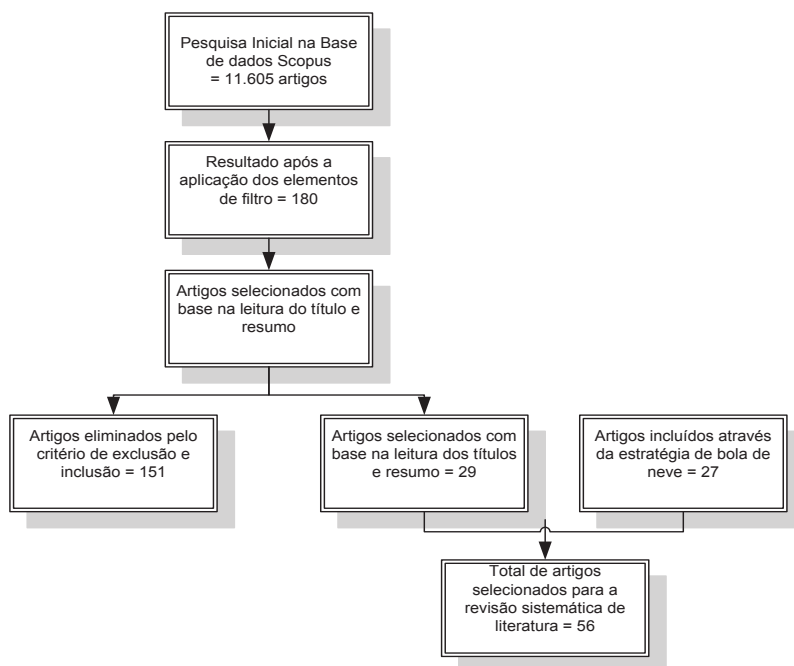 Pesquisa Inicial na Base
de dados Scopus
= 11.605 artigos
Resultado após a
aplicação dos elementos
de filtro = 180
Artigos selecionados com
base na leitura do título e
resumo
Artigos eliminados pelo
critério de exclusão e
inclusão = 151
Artigos selecionados com
base na leitura dos títulos
e resumo = 29
Artigos incluídos através
da estratégia de bola de
neve = 27
Total de artigos
selecionados para a
revisão sistemática de
literatura = 56